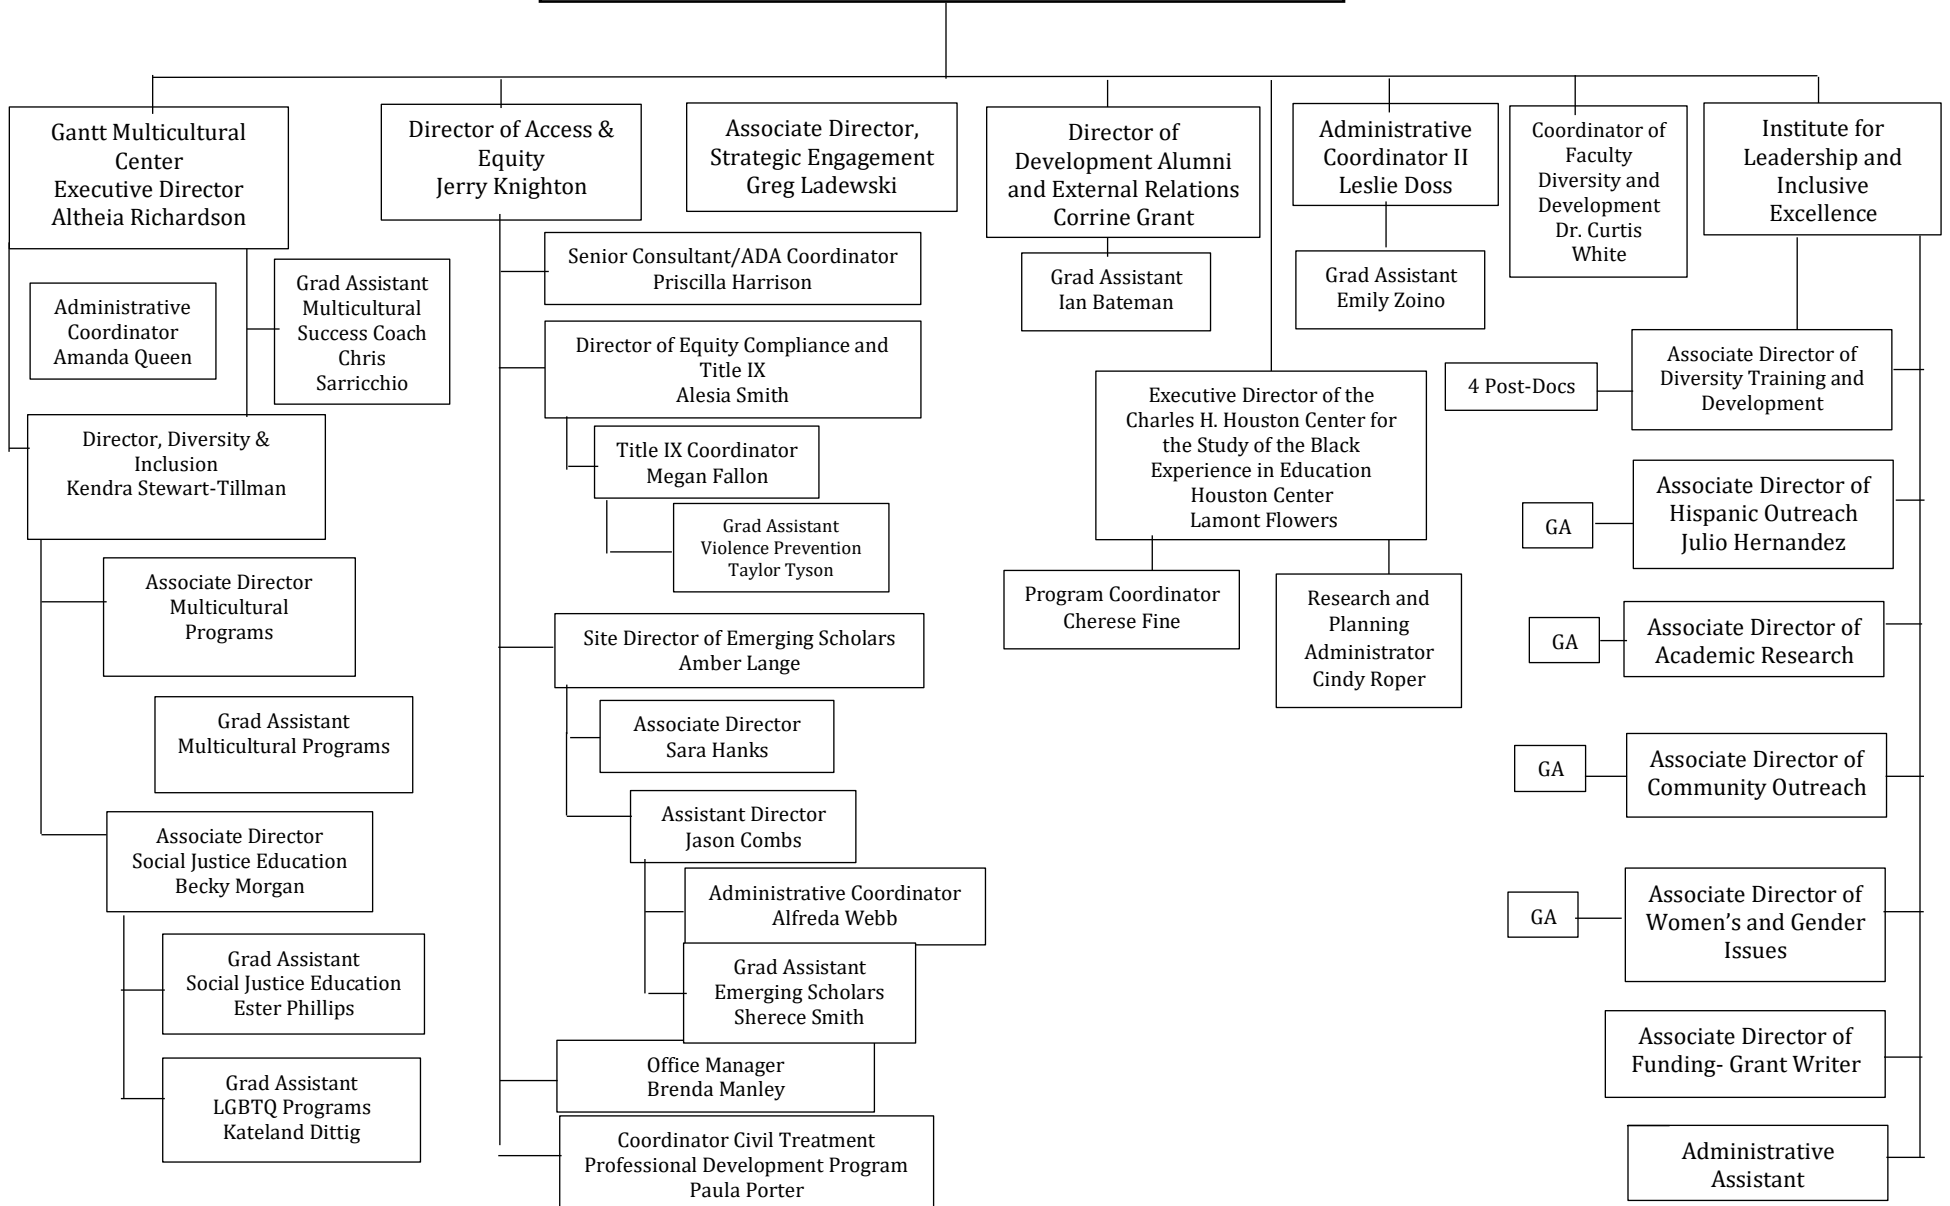 Gantt Multicultural
Center
Executive Director
Altheia Richardson
Administrative
Coordinator
Amanda Queen
Grad Assistant
Multicultural
Success Coach
Chris
Sarricchio
Director, Diversity &
Inclusion
Kendra Stewart-Tillman
Associate Director
Multicultural
Programs
Grad Assistant
Multicultural Programs
Associate Director
Social Justice Education
Becky Morgan
Grad Assistant
Social Justice Education
Ester Phillips
Grad Assistant
LGBTQ Programs
Kateland Dittig
Director of Access &
Equity
Jerry Knighton
Senior Consultant/ADA Coordinator
Priscilla Harrison
Director of Equity Compliance and
Title IX
Alesia Smith
Title IX Coordinator
Megan Fallon
Grad Assistant
Violence Prevention
Taylor Tyson
Site Director of Emerging Scholars
Amber Lange
Associate Director
Sara Hanks
Assistant Director
Jason Combs
Administrative Coordinator
Alfreda Webb
Grad Assistant
Emerging Scholars
Sherece Smith
Office Manager
Brenda Manley
Coordinator Civil Treatment
Professional Development Program
Paula Porter
Associate Director,
Strategic Engagement
Greg Ladewski
Director of
Development Alumni
and External Relations
Corrine Grant
Grad Assistant
Ian Bateman
Executive Director of the
Charles H. Houston Center for
the Study of the Black
Experience in Education
Houston Center
Lamont Flowers
Program Coordinator
Cherese Fine
Research and
Planning
Administrator
Cindy Roper
Administrative
Coordinator II
Leslie Doss
Grad Assistant
Emily Zoino
Coordinator of
Faculty
Diversity and
Development
Dr. Curtis
White
Institute for
Leadership and
Inclusive
Excellence
4 Post-Docs
Associate Director of
Diversity Training and
Development
GA
Associate Director of
Hispanic Outreach
Julio Hernandez
GA
Associate Director of
Academic Research
GA
Associate Director of
Community Outreach
GA
Associate Director of
Women’s and Gender
Issues
Associate Director of
Funding- Grant Writer
Administrative
Assistant